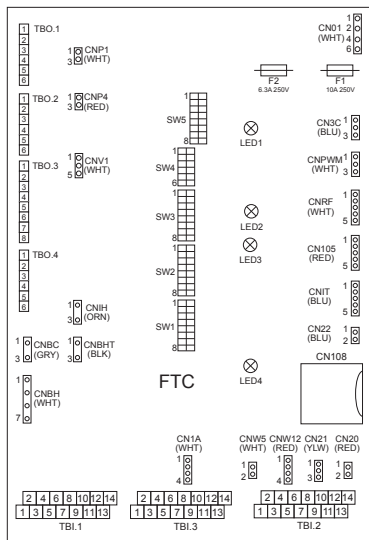 1
2
3
4
5
6
TBO.1
1
3
CNP1
(WHT)
1
2
4
6
CN01
(WHT)
F2
6.3A 250V
F1
10A 250V
1
2
3
4
5
6
TBO.2
1
3
CNP4
(RED)
1
8
SW5
LED1
1
3
CN3C
(BLU)
1
2
3
4
5
6
7
8
TBO.3
1
5
CNV1
(WHT)
1
6
SW4
1
3
CNPWM
(WHT)
1
8
SW3
LED2
1
5
CNRF
(WHT)
1
2
3
4
5
6
TBO.4
1
8
SW2
LED3
1
5
CN105
(RED)
1
5
CNIT
(BLU)
1
3
CNIH
(ORN)
1
8
SW1
1
2
CN22
(BLU)
1
3
CNBC
(GRY)
1
3
CNBHT
(BLK)
CN108
LED4
FTC
1
7
CNBH
(WHT)
CN1A
(WHT)
1
4
CNW5
(WHT)
1
2
CNW12
(RED)
1
4
CN21
(YLW)
1
3
CN20
(RED)
1
2
2 4 6 8 10 12 14
1 3 5 7 9 11 13
TBI.1
2 4 6 8 10 12 14
1 3 5 7 9 11 13
TBI.3
2 4 6 8 10 12 14
1 3 5 7 9 11 13
TBI.2